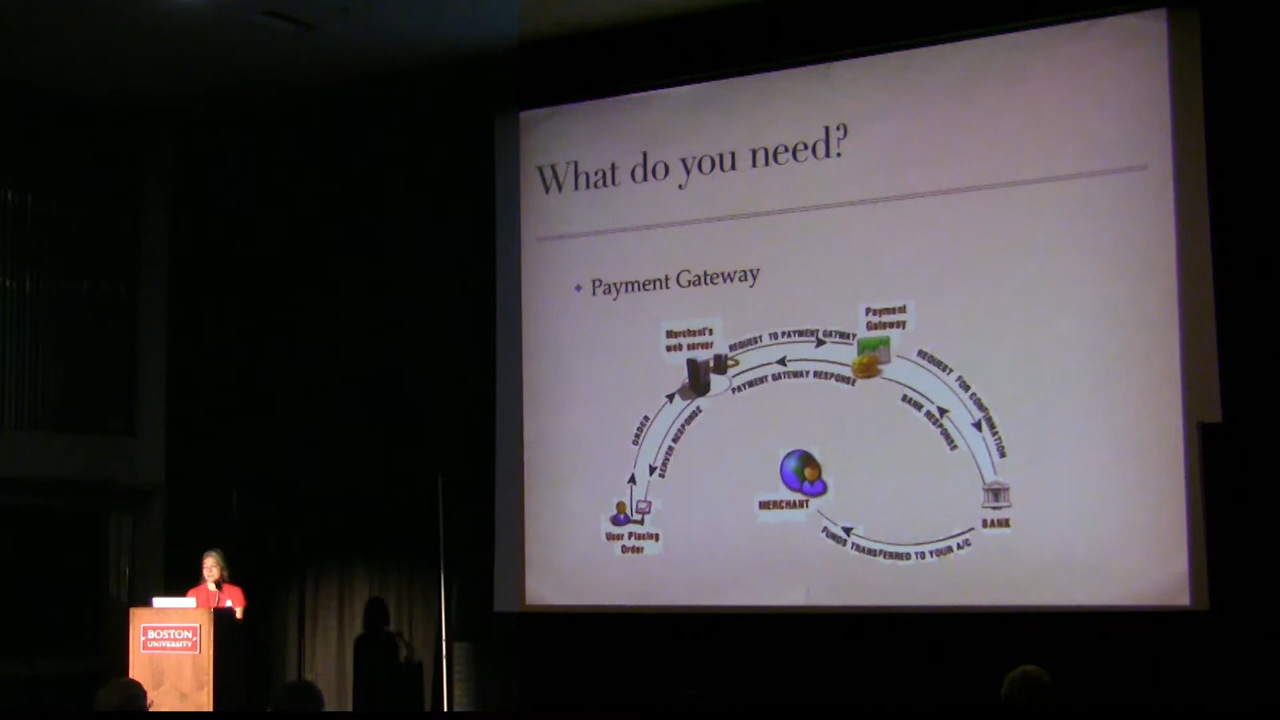 What do you need?
Payment Gateway
Merchant's
web server
REQUEST TO PAYMENT GATWAY
Payment
Gateway
PAYMENT GATEWAY RESPONSE
REQUEST FOR CONFIRMATION
BANK RESPONSE
ORDER
SERVER RESPONSE
User Placing
Order
MERCHANT
BANK
FUNDS TRANSFERRED TO YOUR A/C
BOSTON
UNIVERSITY